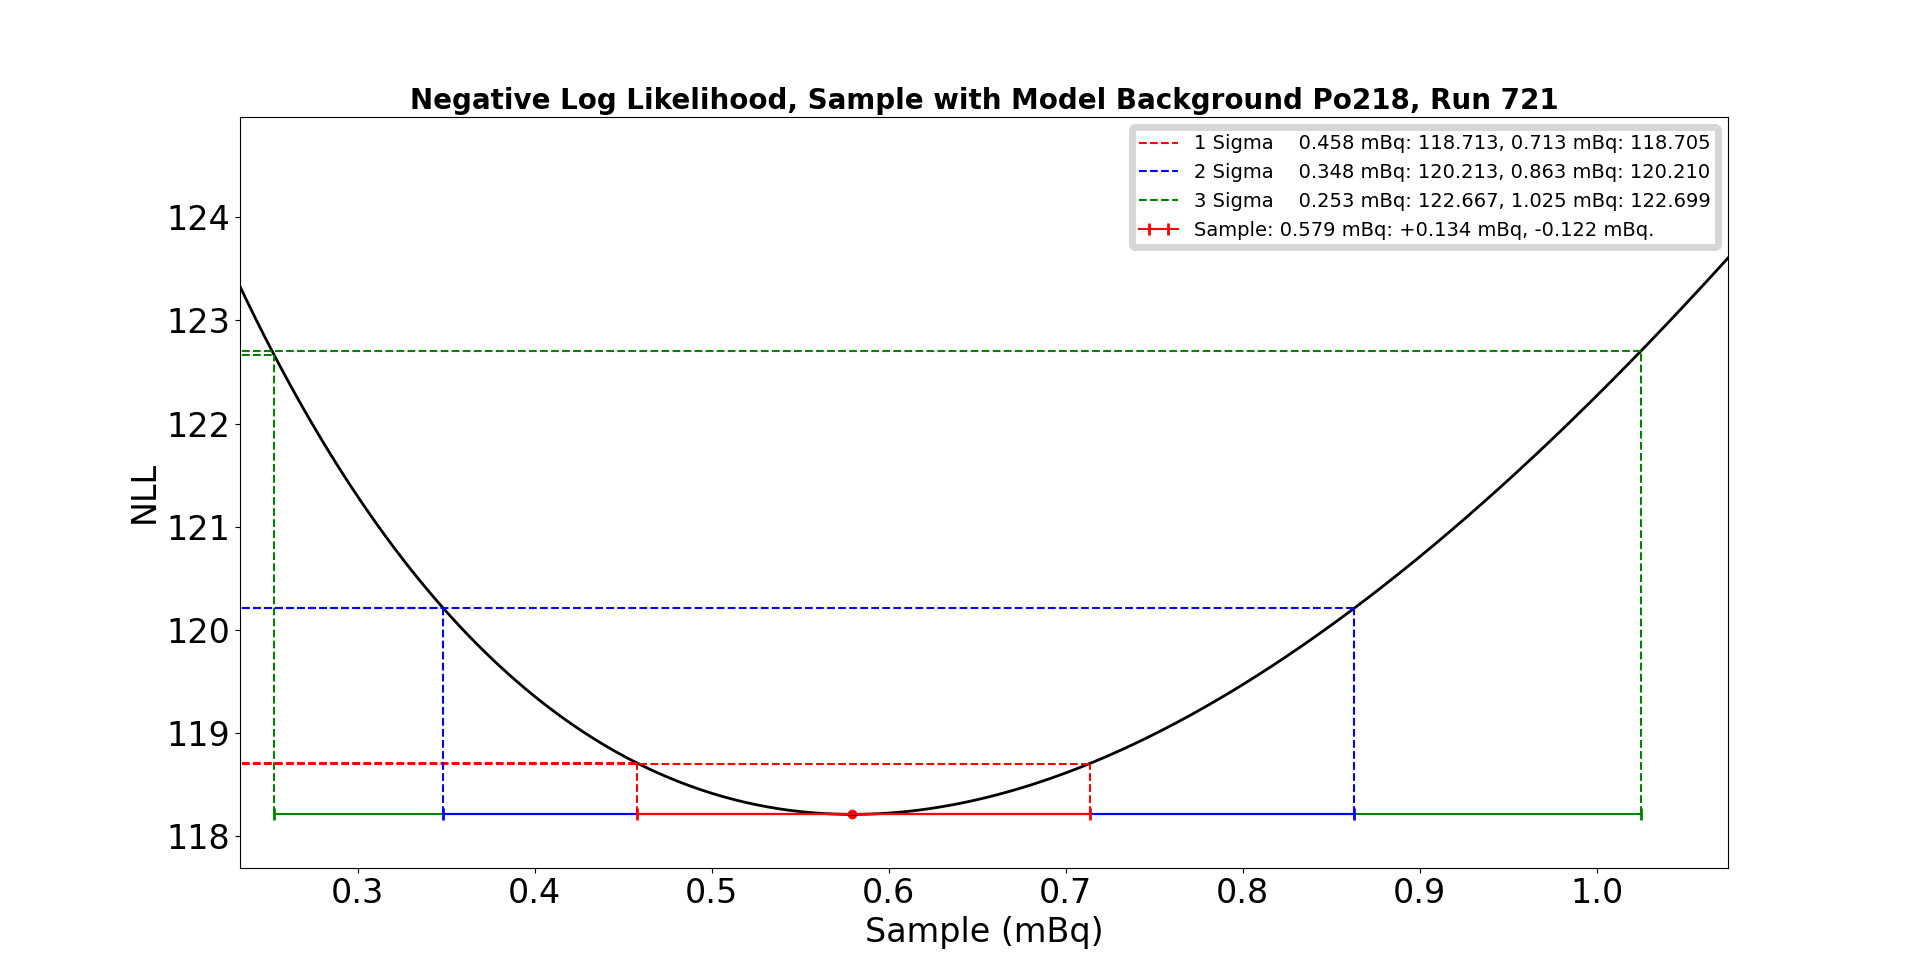 Negative Log Likelihood, Sample with Model Background Po218, Run 721
1 Sigma 0.458 mBq: 118.713, 0.713 mBq: 118.705
2 Sigma 0.348 mBq: 120.213, 0.863 mBq: 120.210
3 Sigma 0.253 mBq: 122.667, 1.025 mBq: 122.699
Sample: 0.579 mBq: +0.134 mBq, -0.122 mBq.
124
123
122
121
120
119
118
NLL
0.3 0.4 0.5 0.6 0.7 0.8 0.9 1.0
Sample (mBq)